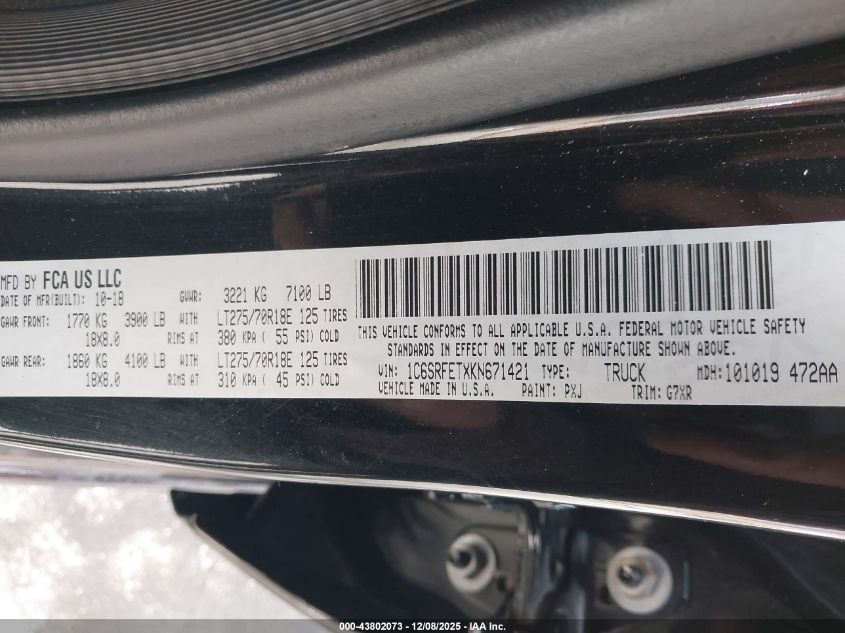 MFD BY FCA US LLC
DATE OF MFR(BUILT): 10-18 GVWR: 3221 KG 7100 LB
GAWR FRONT: 1770 KG 3900 LB WITH LT275/70R18E 125 TIRES
18X8.0 RIMS AT 380 KPA ( 55 PSI) COLD
GAWR REAR: 1860 KG 4100 LB WITH LT275/70R18E 125 TIRES
18X8.0 RIMS AT 310 KPA ( 45 PSI) COLD
THIS VEHICLE CONFORMS TO ALL APPLICABLE U.S.A. FEDERAL MOTOR VEHICLE SAFETY
STANDARDS IN EFFECT ON THE DATE OF MANUFACTURE SHOWN ABOVE.
VIN: 1C6SRFETXKN671421 TYPE: TRUCK MDH: 101019 472AA
VEHICLE MADE IN U.S.A. PAINT: PXJ TRIM: G7XR
000-43802073 - 12/08/2025 - IAA Inc.